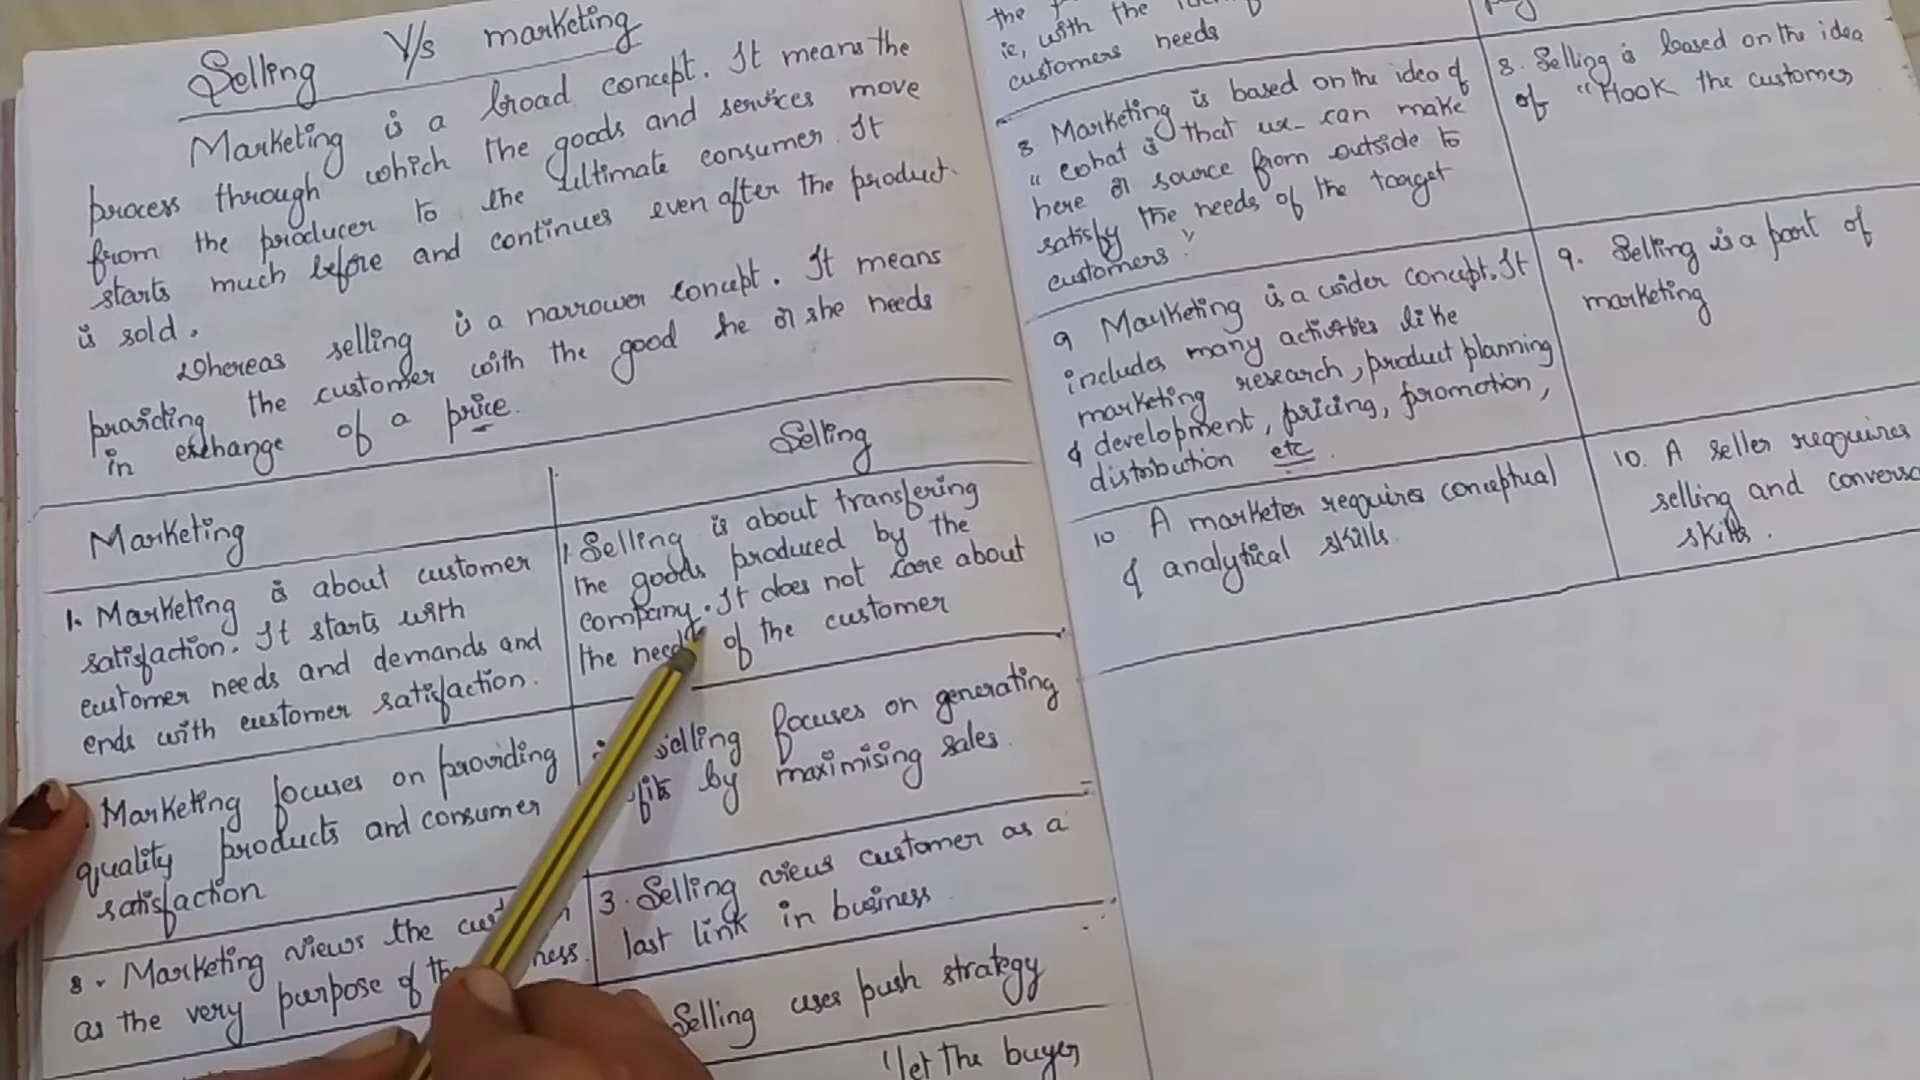 Selling V/s marketing
Marketing is a broad concept. It means the
process through which the goods and services move
from the producer to the ultimate consumer. It
starts much before and continues even after the product
is sold.
Whereas selling is a narrower concept. It means
providing the customer with the good he or she needs
in exchange of a price.
Marketing
1. Marketing is about customer
satisfaction. It starts with
customer needs and demands and
ends with customer satisfaction.
Marketing focuses on providing
quality products and consumer
satisfaction
Marketing views the
as the very purpose of
Selling
1. Selling is about transfering
the goods produced by the
company. It does not care about
the of the customer
focuses on generating
by maximising sales.
3. Selling views customer as a
last link in business
Selling uses push strategy
"let the buyer
the
ie, with the
customers needs
8 Marketing is based on the idea of
"what is that we can make
here or source from outside to
satisfy the needs of the target
customers"
9 Marketing is a wider concept. It
includes many activities like
marketing research, product planning
& development, pricing, promotion,
distribution etc.
10 A marketer requires conceptual
& analytical skills.
8. Selling is based on the idea
of "Hook the customer
9. Selling is a part of
marketing
10. A seller requires
selling and
skills.